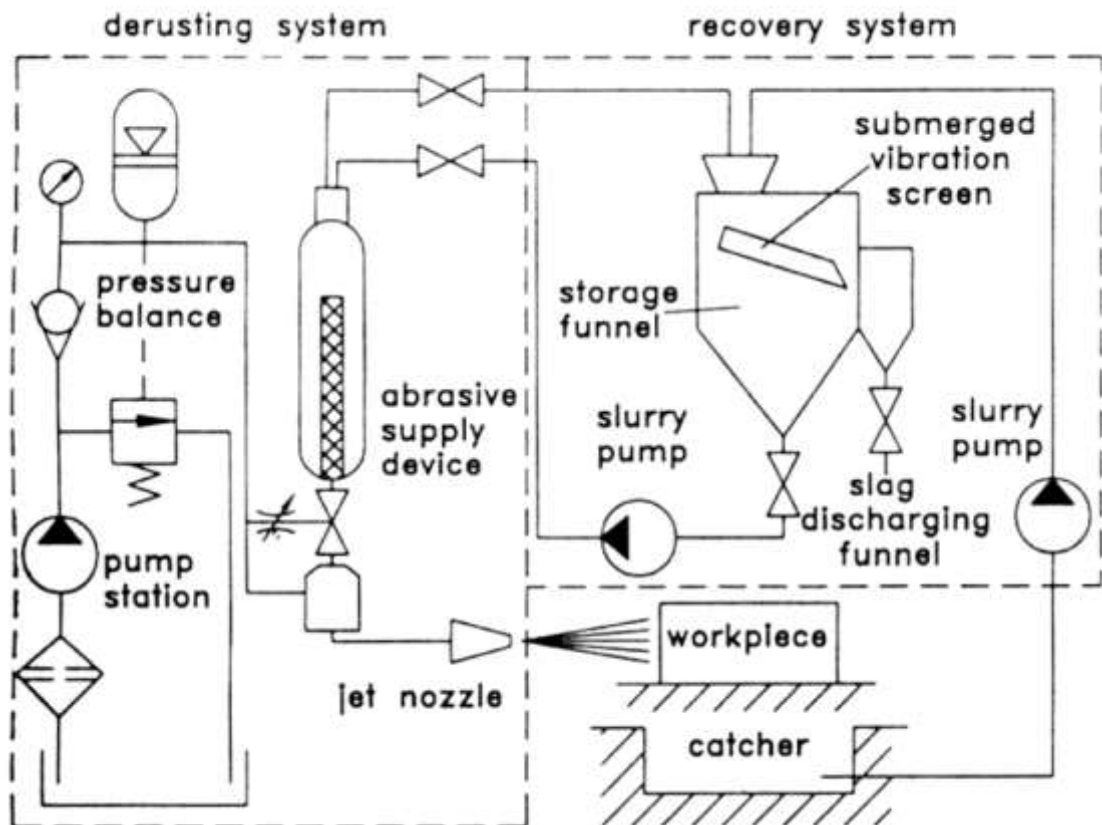 derusting system
recovery system
submerged
vibration
screen
pressure
balance
storage
funnel
abrasive
supply
device
slurry
pump
slurry
pump
slag
discharging
funnel
pump
station
workpiece
jet nozzle
catcher